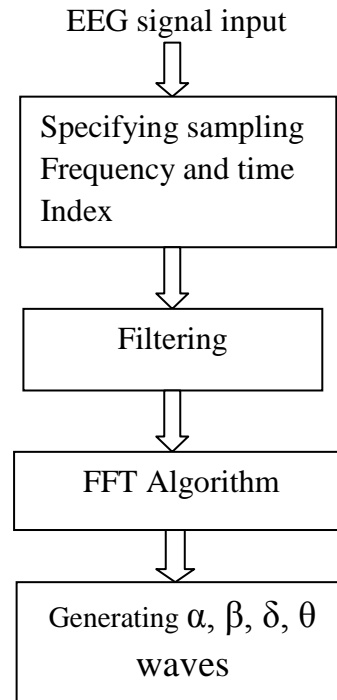 EEG signal input
Specifying sampling
Frequency and time
Index
Filtering
FFT Algorithm
Generating α, β, δ, θ
waves